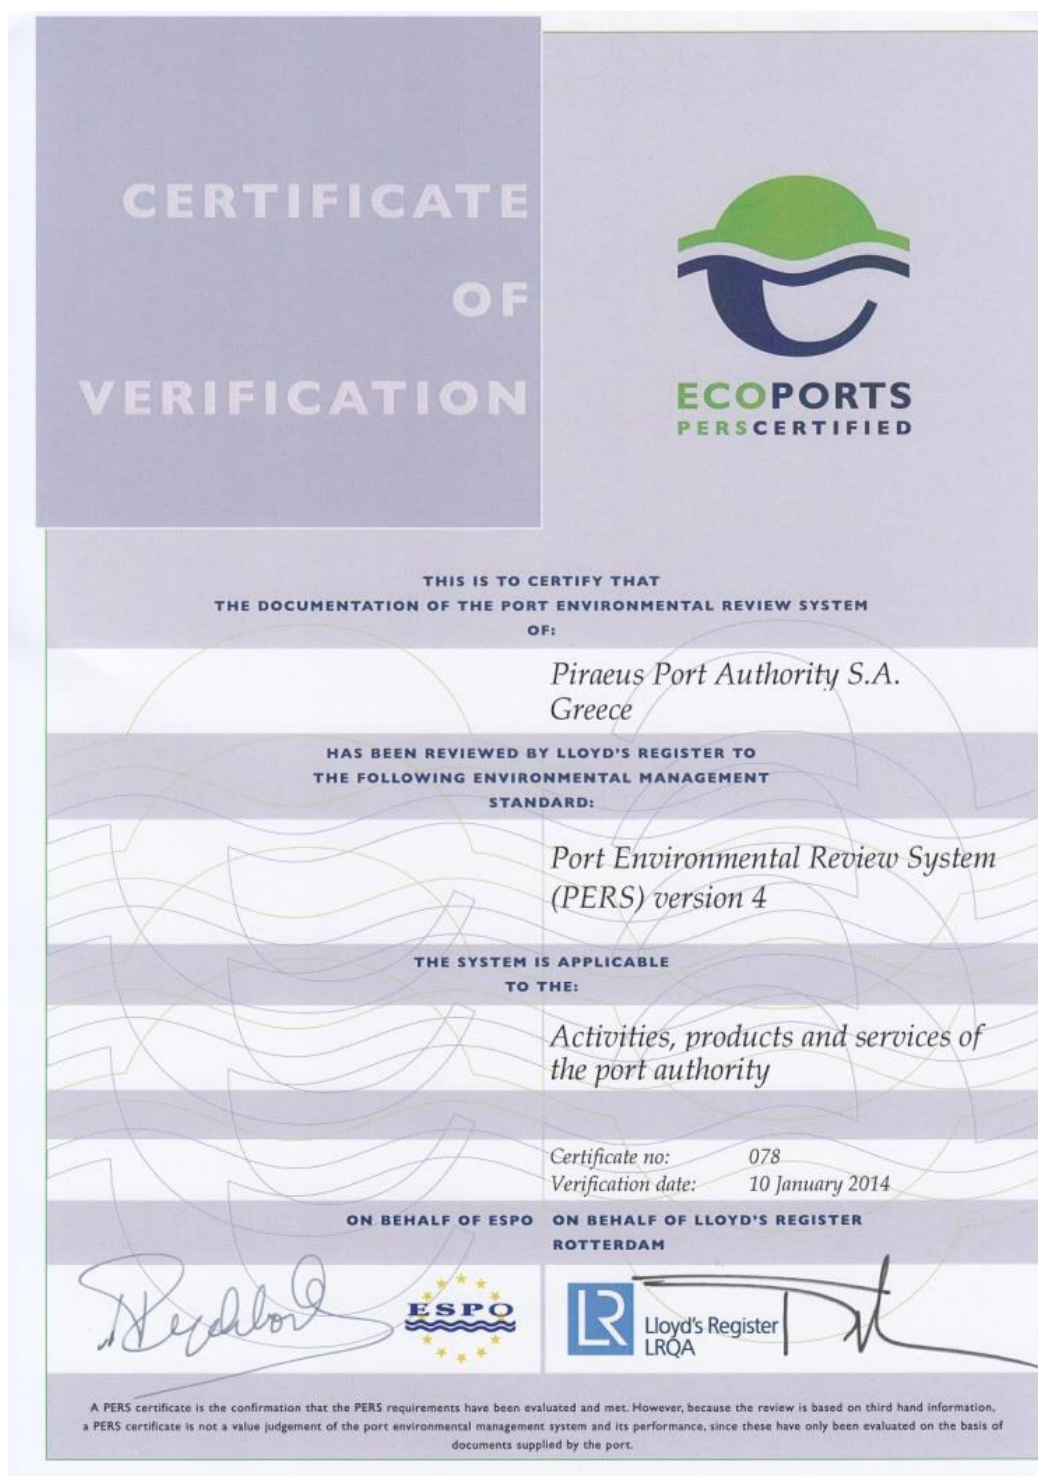 CERTIFICATE
OF
VERIFICATION
ECOPORTS
PERSCERTIFIED
THIS IS TO CERTIFY THAT
THE DOCUMENTATION OF THE PORT ENVIRONMENTAL REVIEW SYSTEM
OF:
Piraeus Port Authority S.A.
Greece
HAS BEEN REVIEWED BY LLOYD'S REGISTER TO
THE FOLLOWING ENVIRONMENTAL MANAGEMENT
STANDARD:
Port Environmental Review System
(PERS) version 4
THE SYSTEM IS APPLICABLE
TO THE:
Activities, products and services of
the port authority
Certificate no: 078
Verification date: 10 January 2014
ON BEHALF OF ESPO ON BEHALF OF LLOYD'S REGISTER
ROTTERDAM
ESPO
LR
Lloyd's Register
LRQA
A PERS certificate is the confirmation that the PERS requirements have been evaluated and met. However, because the review is based on third hand information,
a PERS certificate is not a value judgement of the port environmental management system and its performance, since these have only been evaluated on the basis of
documents supplied by the port.